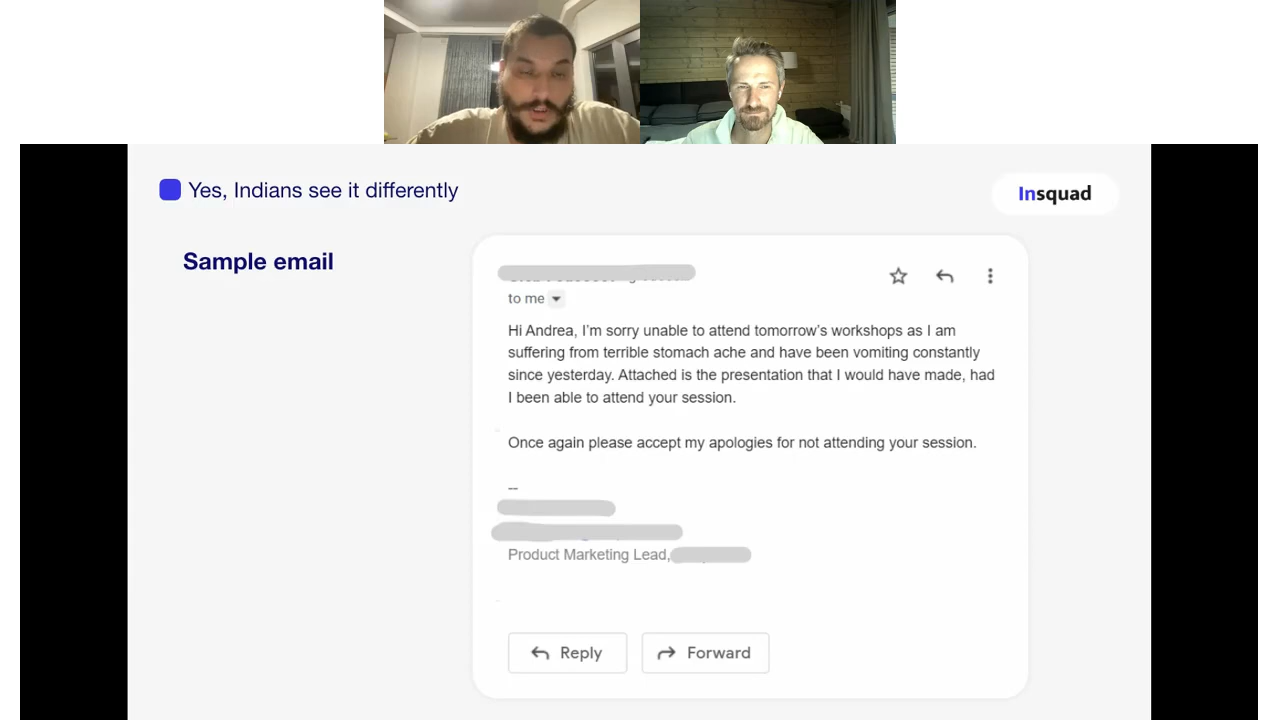 Yes, Indians see it differently
Insquad
Sample email
to me
Hi Andrea, I'm sorry unable to attend tomorrow's workshops as I am
suffering from terrible stomach ache and have been vomiting constantly
since yesterday. Attached is the presentation that I would have made, had
I been able to attend your session.
Once again please accept my apologies for not attending your session.
--
Product Marketing Lead,
Reply
Forward